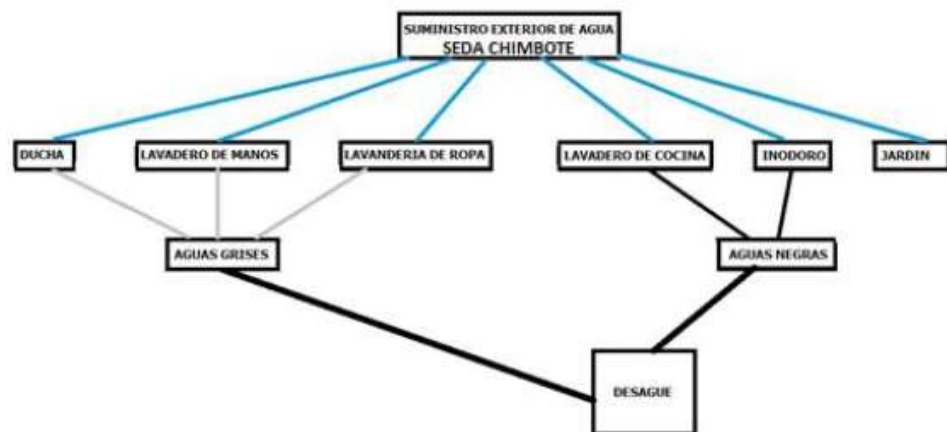 SUMINISTRO EXTERIOR DE AGUA
SEDA CHIMBOTE
DUCHA
LAVADERO DE MANOS
LAVANDERIA DE ROPA
LAVADERO DE COCINA
INODORO
JARDIN
AGUAS GRISES
AGUAS NEGRAS
DESAGUE